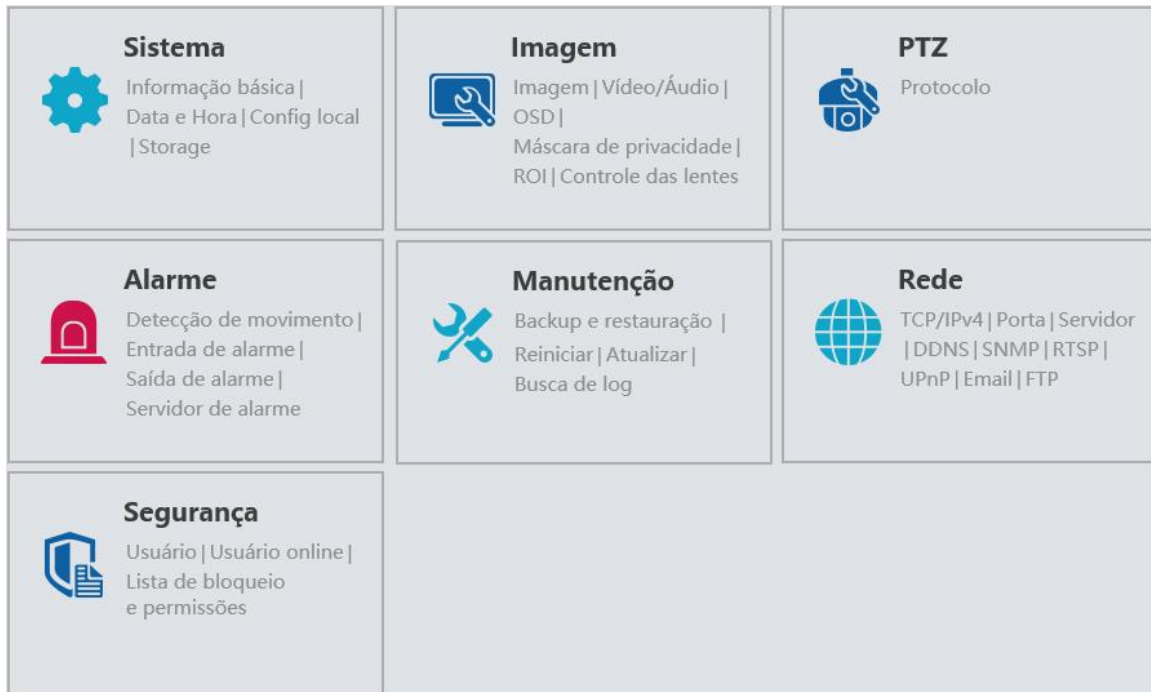 Sistema
Informação básica|
Data e Hora|Config local
|Storage
Imagem
Imagem|Vídeo/Áudio|
OSD|
Máscara de privacidade|
ROI|Controle das lentes
PTZ
Protocolo
Alarme
Detecção de movimento|
Entrada de alarme|
Saída de alarme|
Servidor de alarme
Manutenção
Backup e restauração |
Reiniciar|Atualizar|
Busca de log
Rede
TCP/IPv4|Porta|Servidor
|DDNS|SNMP|RTSP|
UPnP|Email|FTP
Segurança
Usuário|Usuário online|
Lista de bloqueio
e permissões